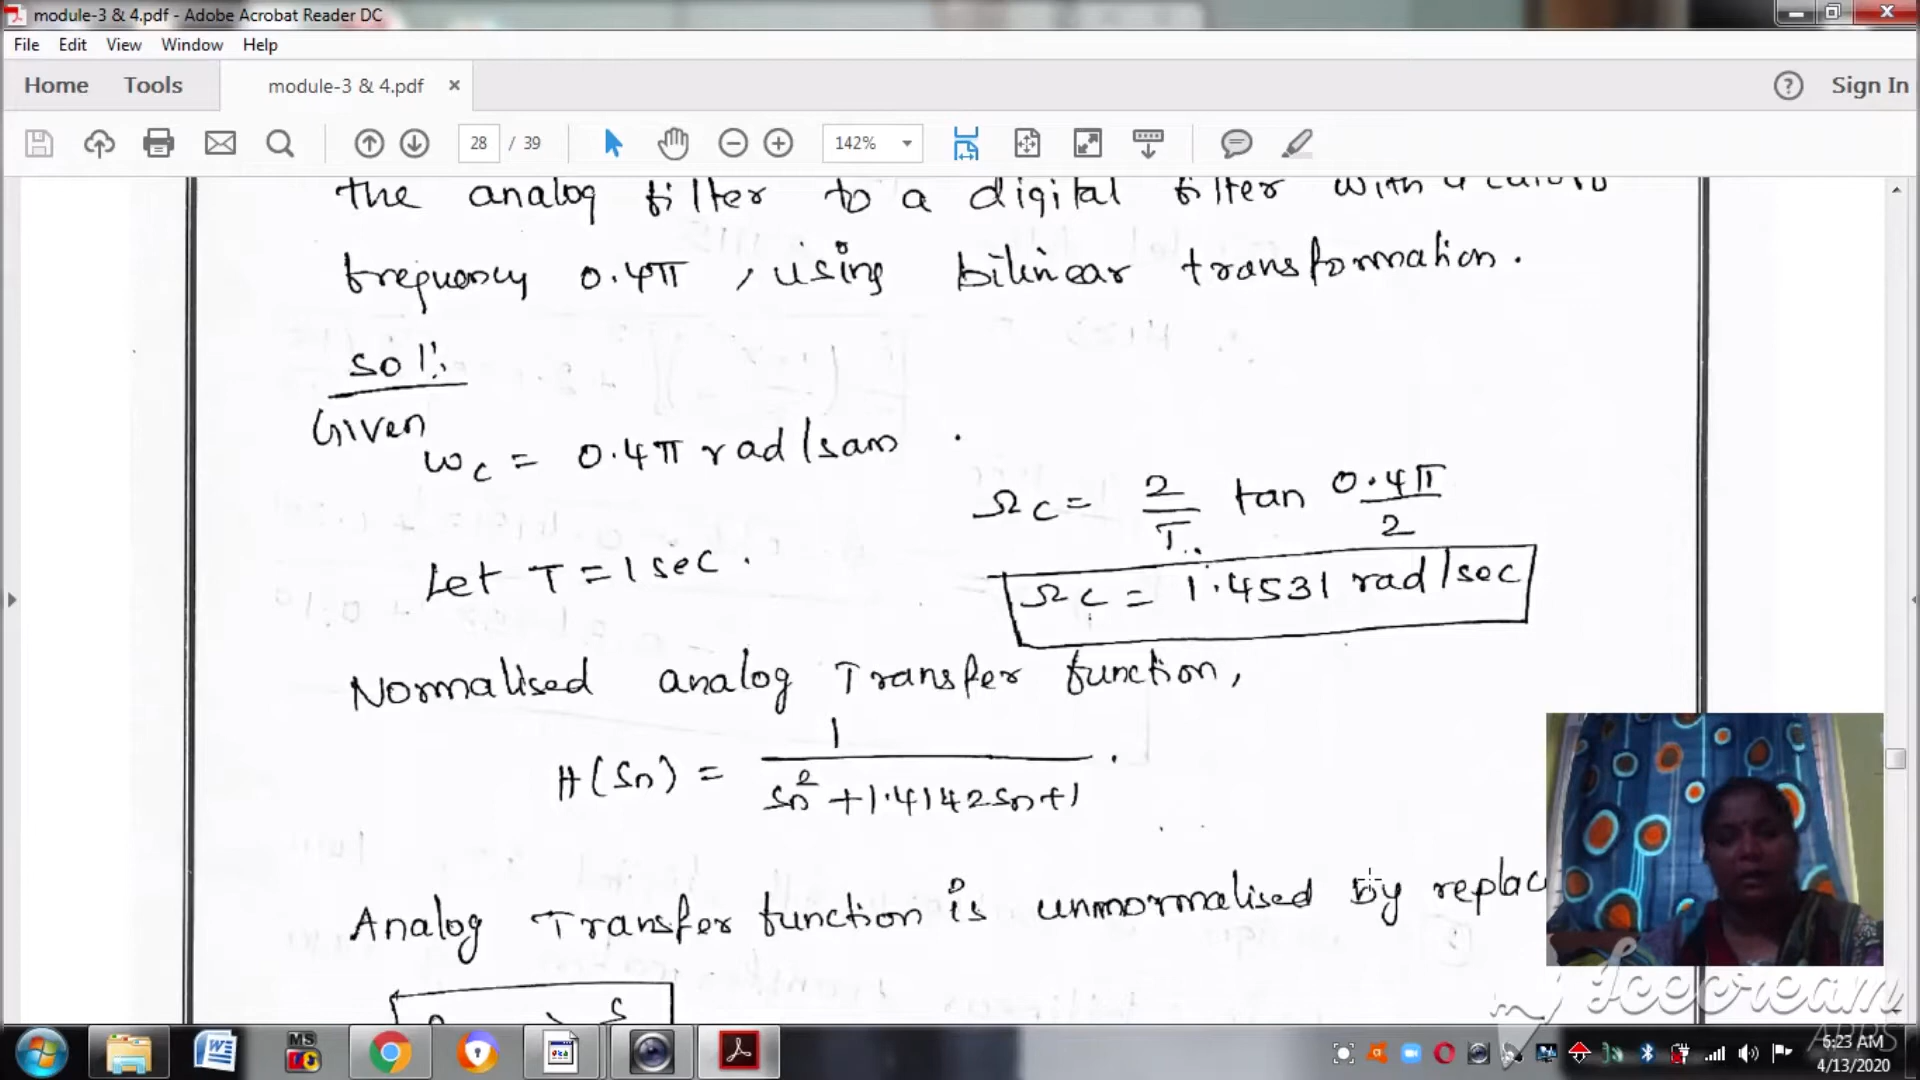 module-3 & 4.pdf - Adobe Acrobat Reader DC
File Edit View Window Help
Home Tools module-3 & 4.pdf × ? Sign In
28 / 39 142%
the analog filter to a digital filter with a cutoff
frequency 0.4π, using bilinear transformation.
Sol:
Given
ωc = 0.4π rad/sam
Ωc = 2/T tan 0.4π/2
Let T = 1 sec.
Ωc = 1.4531 rad/sec
Normalised analog Transfer function,
H(Sn) = 1/(Sn² + 1.4142Sn + 1).
Analog Transfer function is unmormalised by replac
S
Icecream
APPS
MS
6:23 AM
4/13/2020